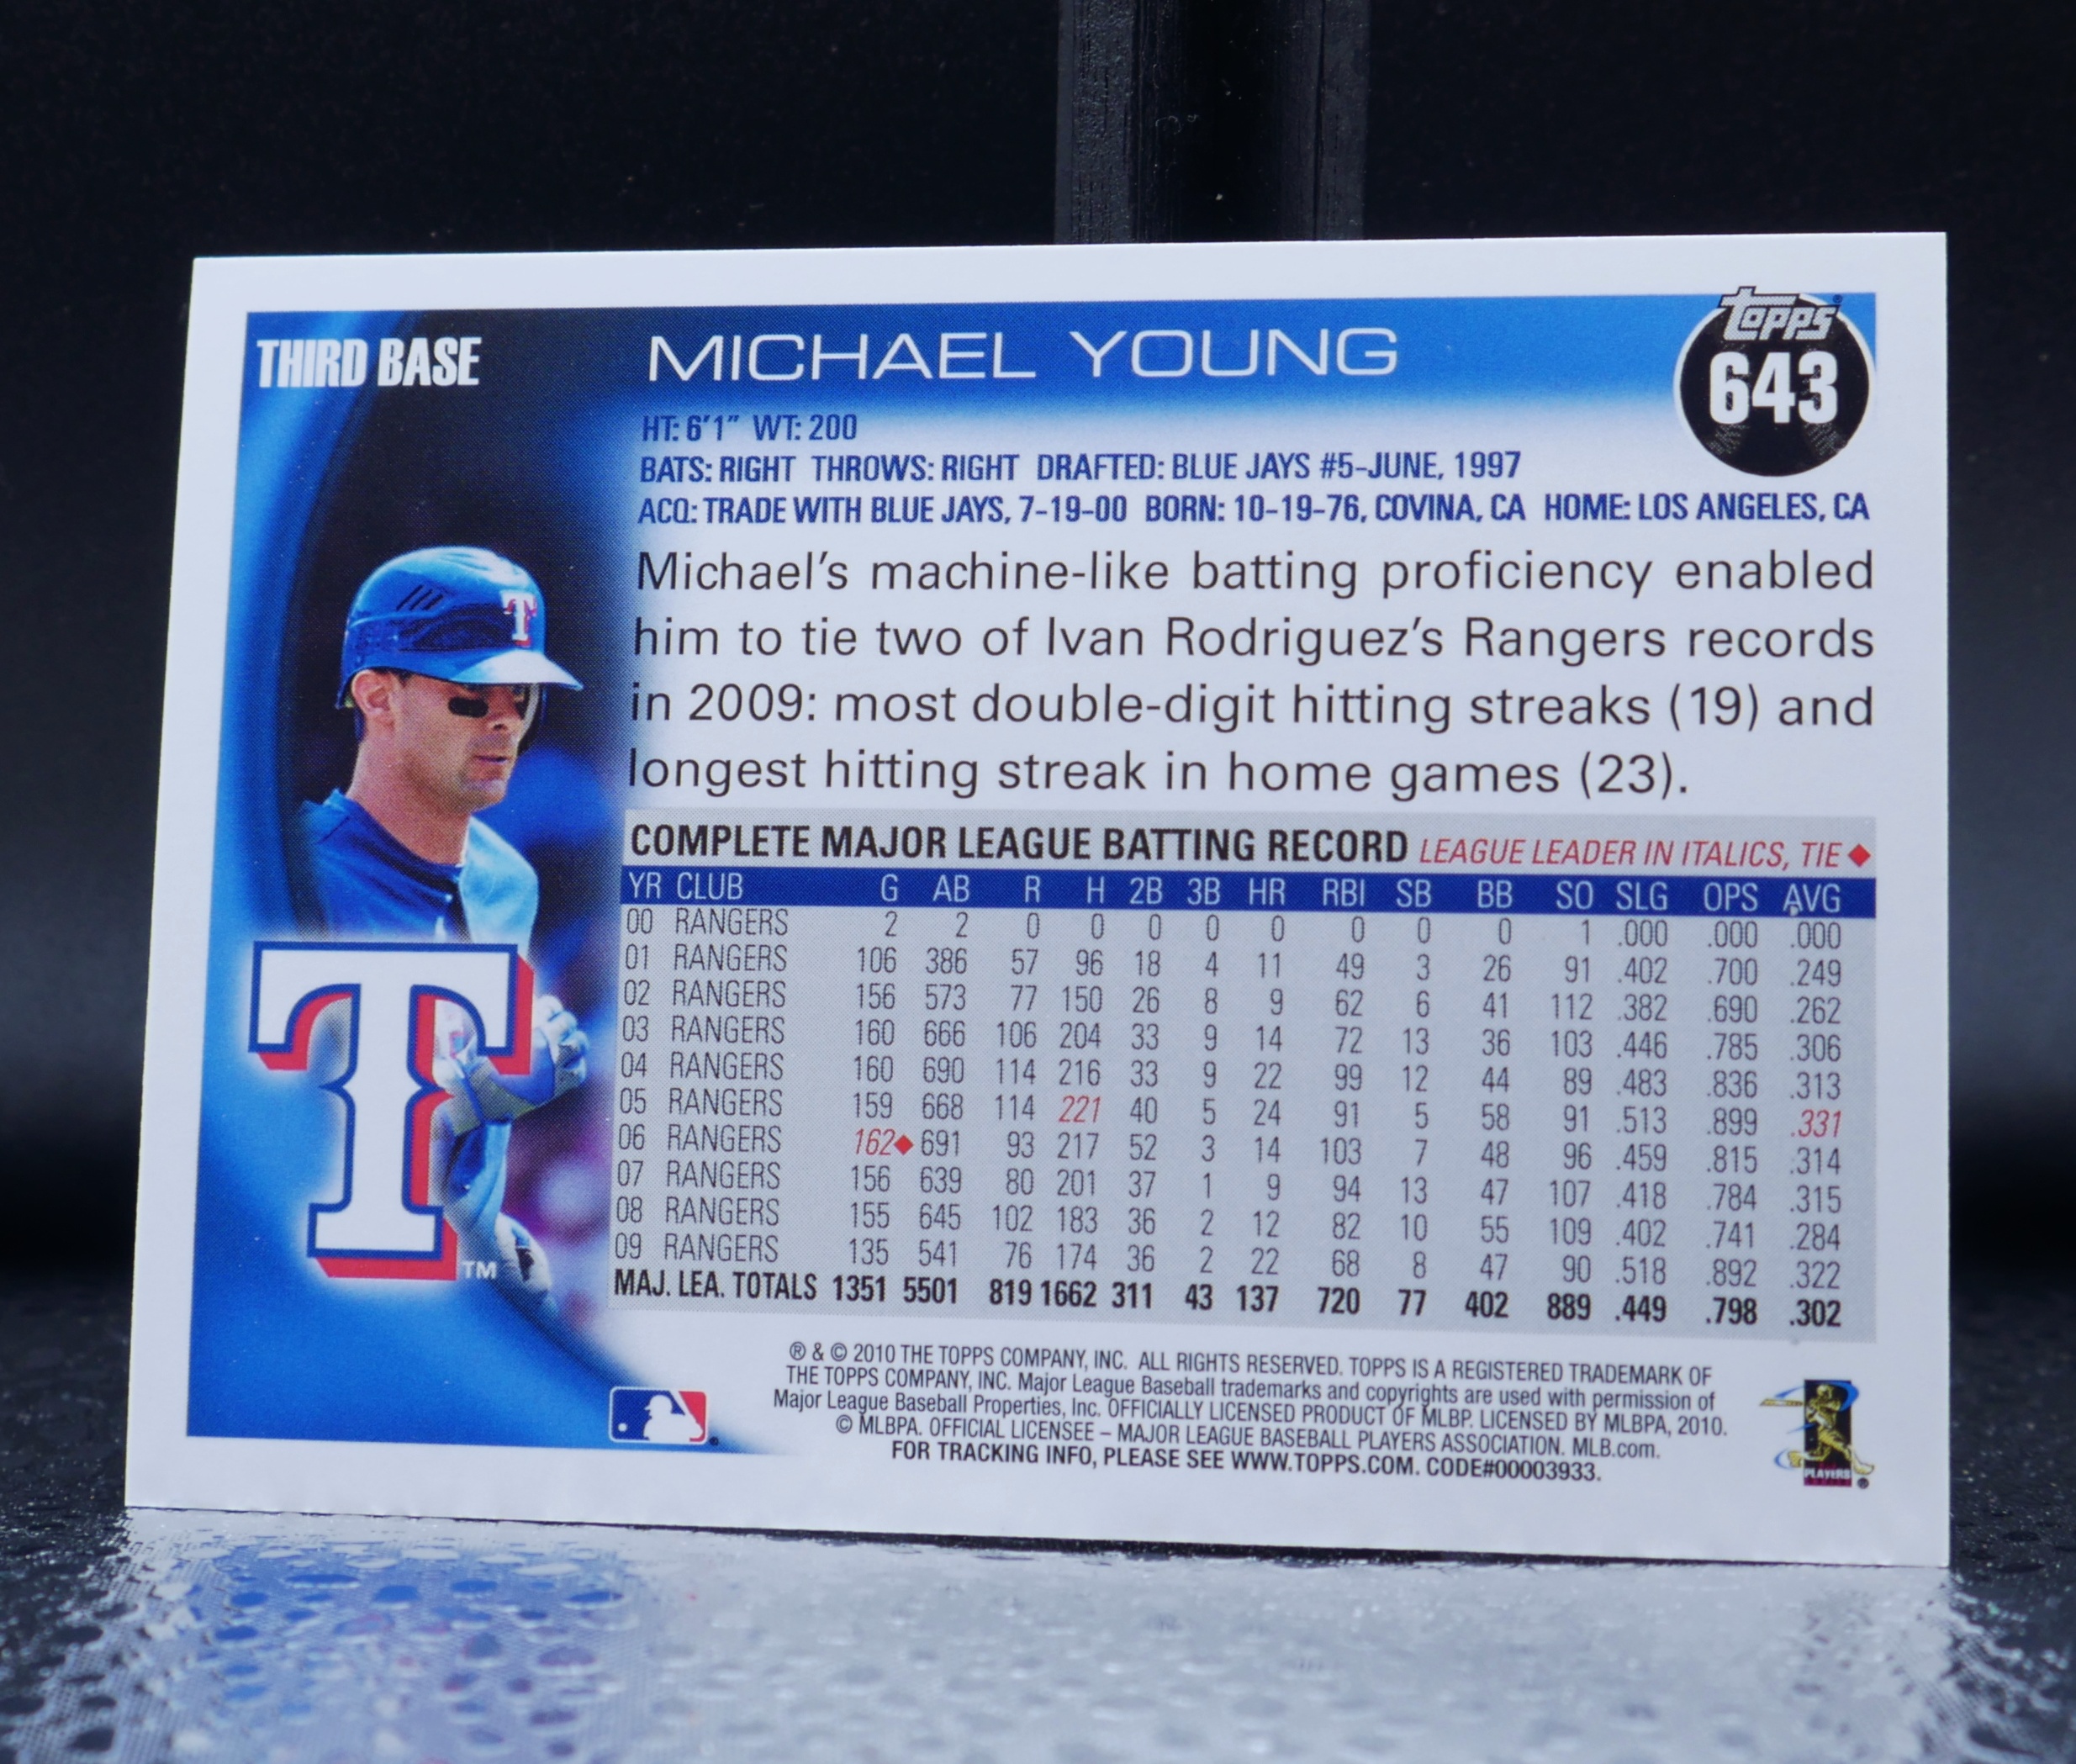 THIRD BASE
MICHAEL YOUNG
Topps
643
HT: 6'1" WT: 200
BATS: RIGHT THROWS: RIGHT DRAFTED: BLUE JAYS #5-JUNE, 1997
ACQ: TRADE WITH BLUE JAYS, 7-19-00 BORN: 10-19-76, COVINA, CA HOME: LOS ANGELES, CA
Michael's machine-like batting proficiency enabled
him to tie two of Ivan Rodriguez's Rangers records
in 2009: most double-digit hitting streaks (19) and
longest hitting streak in home games (23).
COMPLETE MAJOR LEAGUE BATTING RECORD LEAGUE LEADER IN ITALICS, TIE ◆
YR CLUB G AB R H 2B 3B HR RBI SB BB SO SLG OPS AVG
00 RANGERS 2 2 0 0 0 0 0 0 0 0 1 .000 .000 .000
01 RANGERS 106 386 57 96 18 4 11 49 3 26 91 .402 .700 .249
02 RANGERS 156 573 77 150 26 8 9 62 6 41 112 .382 .690 .262
03 RANGERS 160 666 106 204 33 9 14 72 13 36 103 .446 .785 .306
04 RANGERS 160 690 114 216 33 9 22 99 12 44 89 .483 .836 .313
05 RANGERS 159 668 114 221 40 5 24 91 5 58 91 .513 .899 .331
06 RANGERS 162◆ 691 93 217 52 3 14 103 7 48 96 .459 .815 .314
07 RANGERS 156 639 80 201 37 1 9 94 13 47 107 .418 .784 .315
08 RANGERS 155 645 102 183 36 2 12 82 10 55 109 .402 .741 .284
09 RANGERS 135 541 76 174 36 2 22 68 8 47 90 .518 .892 .322
MAJ. LEA. TOTALS 1351 5501 819 1662 311 43 137 720 77 402 889 .449 .798 .302
T
T
TM
® & © 2010 THE TOPPS COMPANY, INC. ALL RIGHTS RESERVED. TOPPS IS A REGISTERED TRADEMARK OF
THE TOPPS COMPANY, INC. Major League Baseball trademarks and copyrights are used with permission of
Major League Baseball Properties, Inc. OFFICIALLY LICENSED PRODUCT OF MLBP. LICENSED BY MLBPA, 2010.
© MLBPA. OFFICIAL LICENSEE – MAJOR LEAGUE BASEBALL PLAYERS ASSOCIATION. MLB.com.
FOR TRACKING INFO, PLEASE SEE WWW.TOPPS.COM. CODE#00003933.
PLAYERS